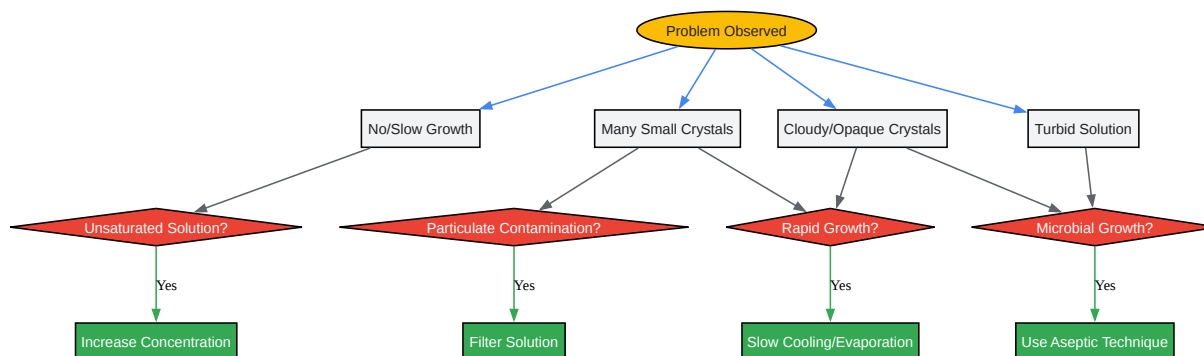 Problem Observed
No/Slow Growth
Many Small Crystals
Cloudy/Opaque Crystals
Turbid Solution
Unsaturated Solution?
Particulate Contamination?
Rapid Growth?
Microbial Growth?
Yes
Yes
Yes
Yes
Increase Concentration
Filter Solution
Slow Cooling/Evaporation
Use Aseptic Technique